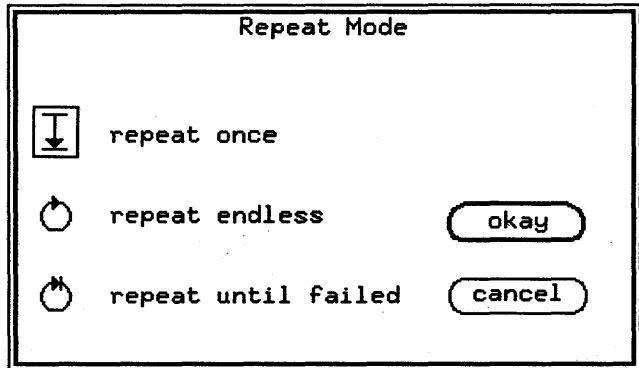 Repeat Mode
repeat once
repeat endless
okay
repeat until failed
cancel